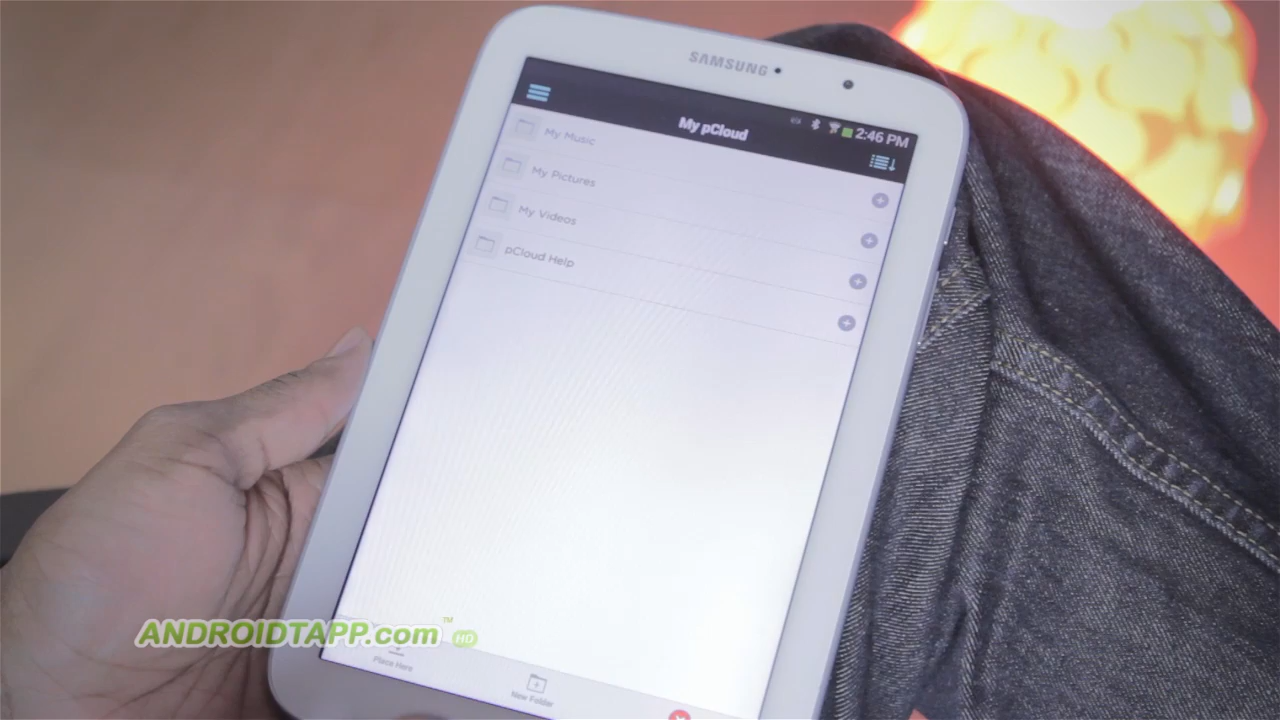 SAMSUNG
2:46 PM
My pCloud
My Music
My Pictures
My Videos
pCloud Help
ANDROIDTAPP.com™ HD
Place Here
New Folder